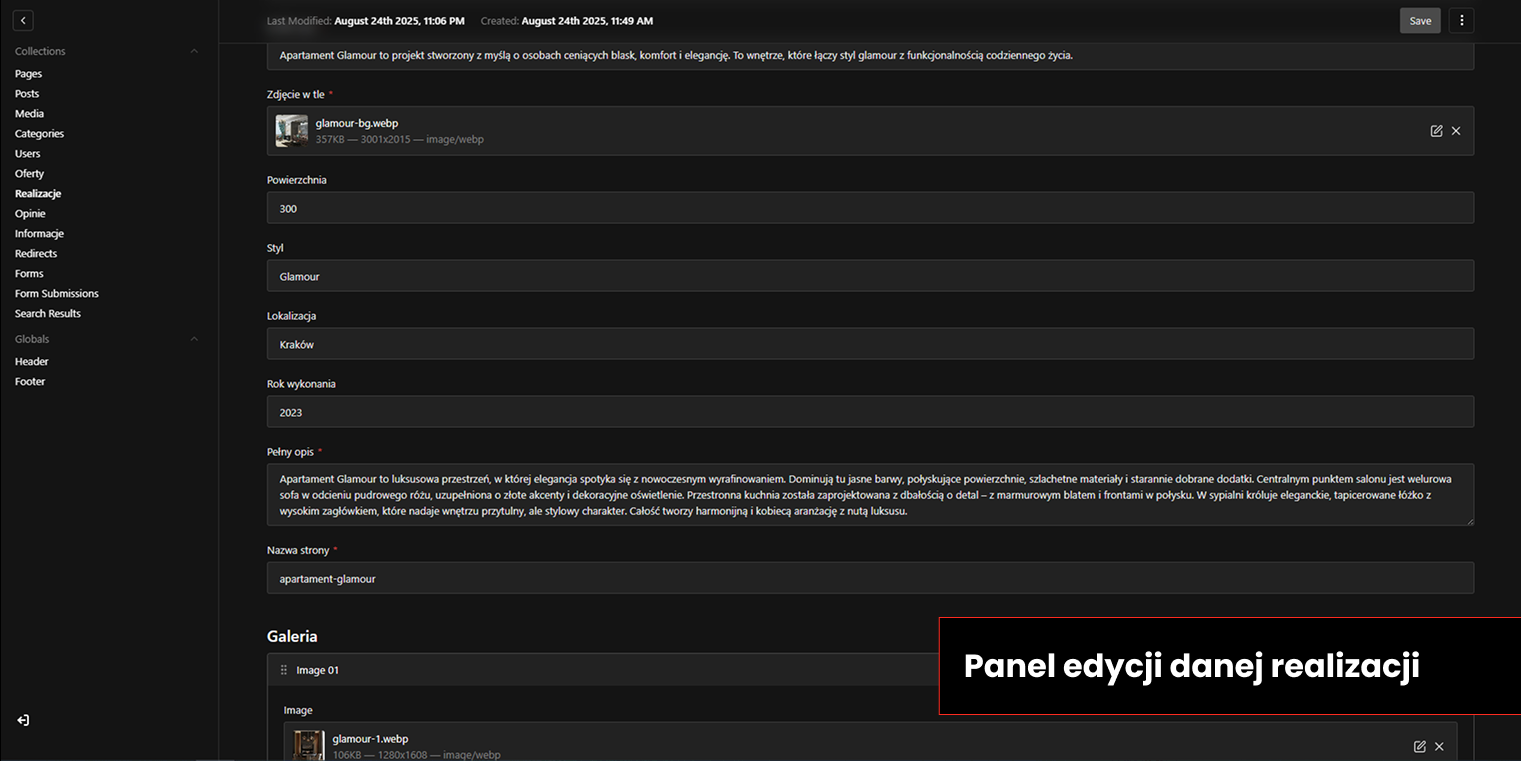 Last Modified: August 24th 2025, 11:06 PM Created: August 24th 2025, 11:49 AM
Save
Collections
Pages
Posts
Media
Categories
Users
Oferty
Realizacje
Opinie
Informacje
Redirects
Forms
Form Submissions
Search Results
Globals
Header
Footer
Apartament Glamour to projekt stworzony z myślą o osobach ceniących blask, komfort i elegancję. To wnętrze, które łączy styl glamour z funkcjonalnością codziennego życia.
Zdjęcie w tle *
glamour-bg.webp
357KB — 3001x2015 — image/webp
Powierzchnia
300
Styl
Glamour
Lokalizacja
Kraków
Rok wykonania
2023
Pełny opis *
Apartament Glamour to luksusowa przestrzeń, w której elegancja spotyka się z nowoczesnym wyrafinowaniem. Dominują tu jasne barwy, połyskujące powierzchnie, szlachetne materiały i starannie dobrane dodatki. Centralnym punktem salonu jest welurowa
sofa w odcieniu pudrowego różu, uzupełniona o złote akcenty i dekoracyjne oświetlenie. Przestronna kuchnia została zaprojektowana z dbałością o detal – z marmurowym blatem i frontami w połysku. W sypialni króluje eleganckie, tapicerowane łóżko z
wysokim zagłówkiem, które nadaje wnętrzu przytulny, ale stylowy charakter. Całość tworzy harmonijną i kobiecą aranżację z nutą luksusu.
Nazwa strony *
apartament-glamour
Galeria
Image 01
Image
glamour-1.webp
106KB — 1280x1608 — image/webp
Panel edycji danej realizacji